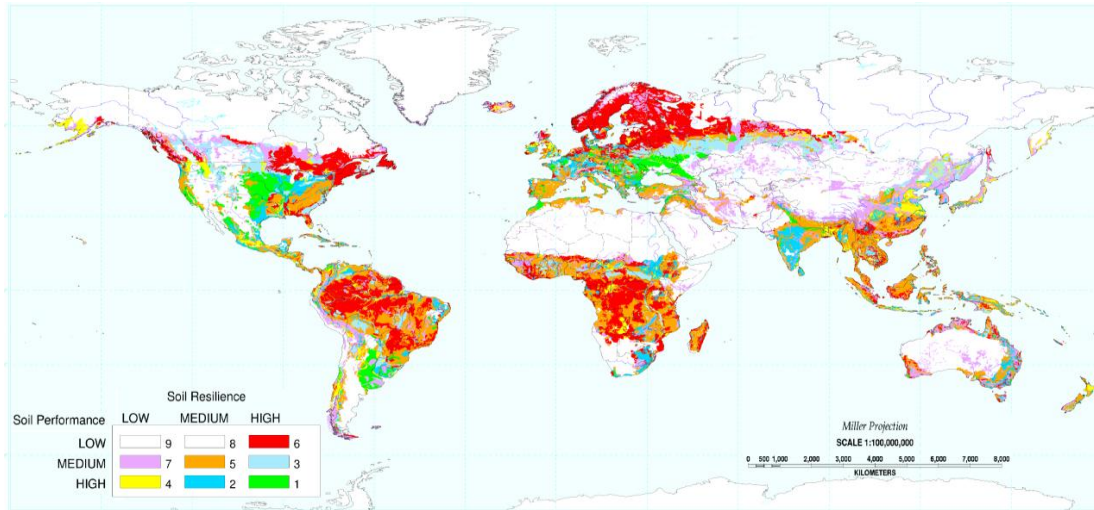 Soil Resilience
Soil Performance LOW MEDIUM HIGH
LOW 9 8 6
MEDIUM 7 5 3
HIGH 4 2 1
Miller Projection
SCALE 1:100,000,000
0 500 1,000 2,000 3,000 4,000 5,000 6,000 7,000 8,000
KILOMETERS